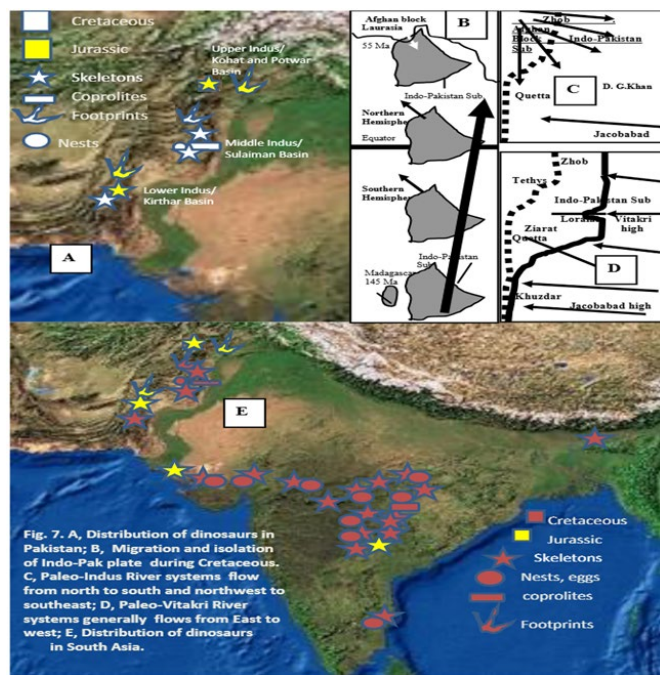 Cretaceous
Jurassic
Skeletons
Coprolites
Footprints
Nests
Upper Indus/
Kohat and Potwar
Basin
Middle Indus/
Sulaiman Basin
Lower Indus/
Kirthar Basin
A
B
Afghan block
Laurasia
55 Ma
Indo-Pakistan Sub
Northern
Hemisphere
Equator
Southern
Hemisphere
Indo-Pakistan
Sub
Madagascar
145 Ma
Zhob
Afghan
Block
Sub
Indo-Pakistan
C
D. G.Khan
Quetta
Jacobabad
Zhob
Tethys
Indo-Pakistan Sub
Vitakri
high
Ziarat
Quetta
D
Khuzdar
Jacobabad high
E
Fig. 7. A, Distribution of dinosaurs in
Pakistan; B, Migration and isolation
of Indo-Pak plate during Cretaceous.
C, Paleo-Indus River systems flow
from north to south and northwest to
southeast; D, Paleo-Vitakri River
systems generally flows from East to
west; E, Distribution of dinosaurs
in South Asia.
Cretaceous
Jurassic
Skeletons
Nests, eggs
coprolites
Footprints